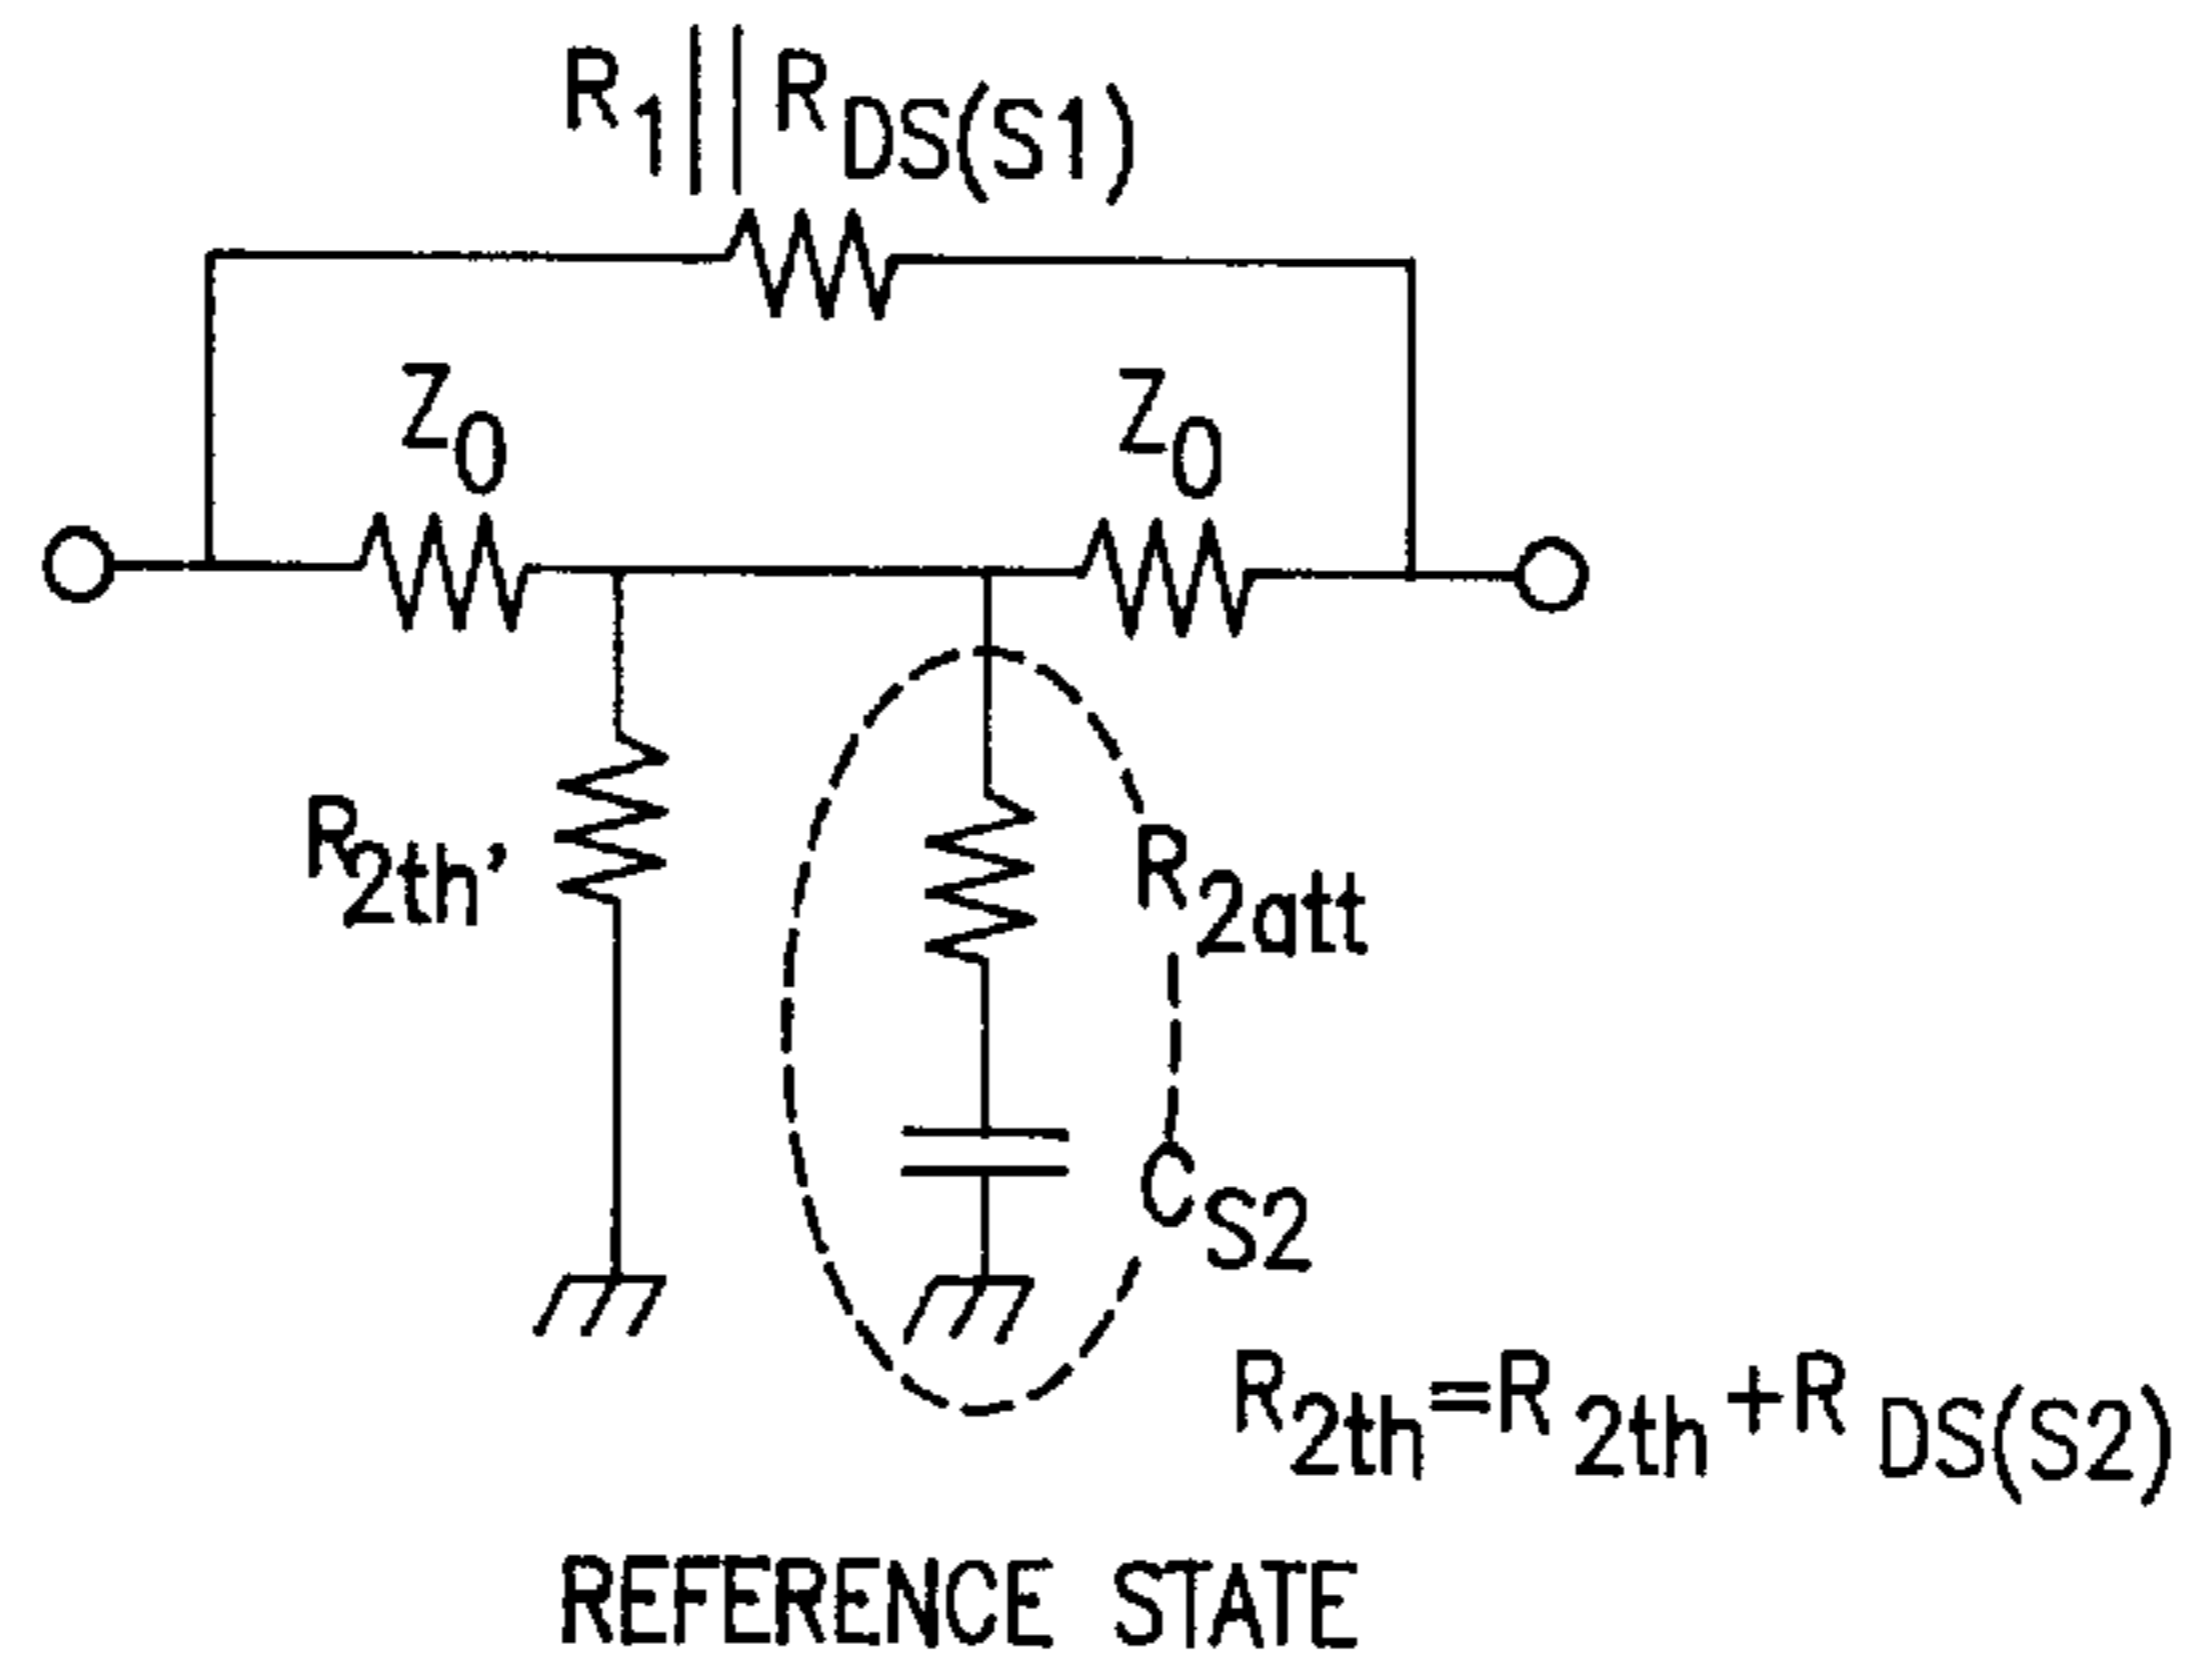 R1||RDS(S1)
Z0
Z0
R2th'
R2att
CS2
R2th=R2th+RDS(S2)
REFERENCE STATE